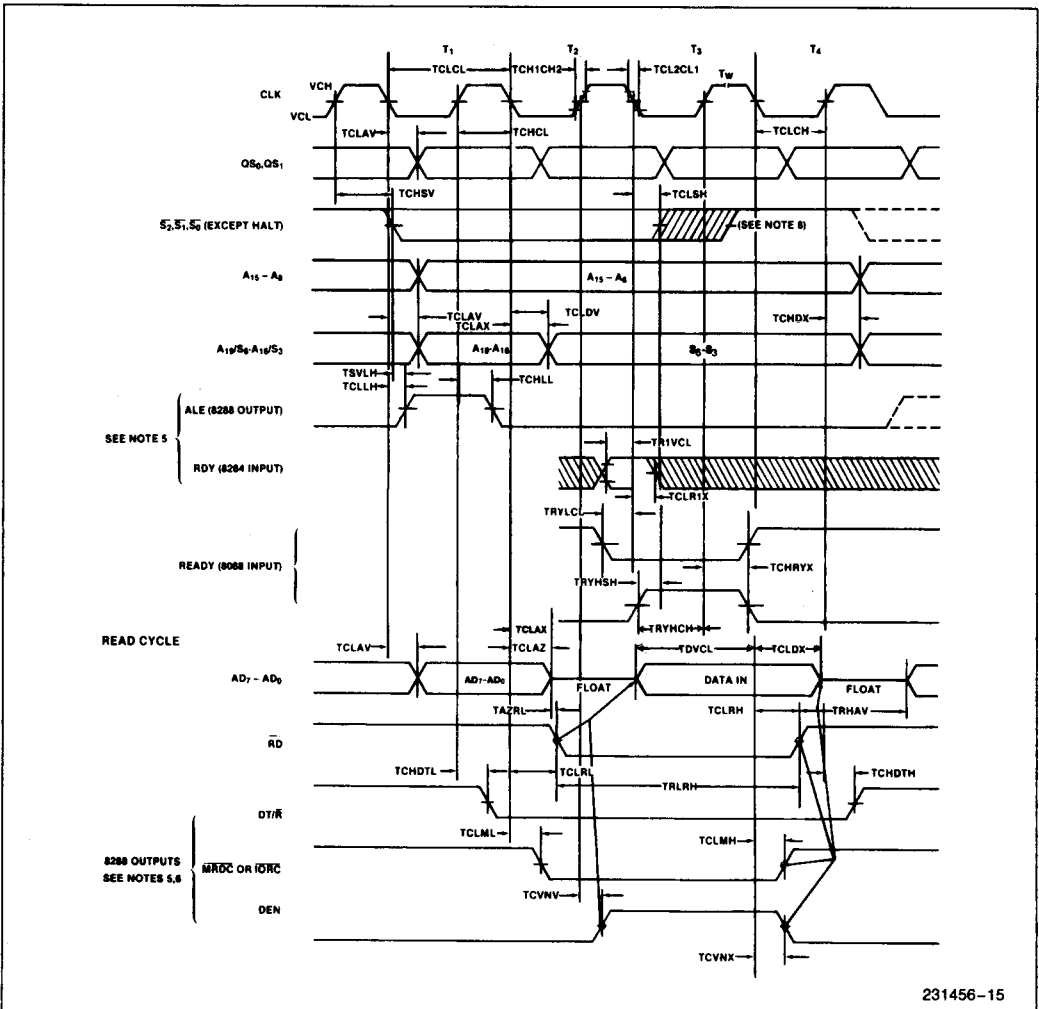 T1 T2 T3 T4
TCLCL TCH1CH2 TCL2CL1
TW
CLK VCH
VCL
TCLAV TCHCL TCLCH
QS0,QS1
TCHSV TCLSH
S2,S1,S0 (EXCEPT HALT) (SEE NOTE 8)
A15 – A8 A15 – A8
TCLAV TCLDV TCHDX
TCLAX
A19/S6-A16/S3 A19-A16 S6-S3
TSVLH TCHLL
TCLLH
ALE (8288 OUTPUT)
SEE NOTE 5
TR1VCL
RDY (8284 INPUT)
TCLR1X
TRYLCL
READY (8088 INPUT) TCHRYX
TRYHSH
TCLAX TRYHCH
READ CYCLE
TCLAV TCLAZ TDVCL TCLDX
AD7 – AD0 AD7-AD0 FLOAT DATA IN FLOAT
TAZRL TCLRH TRHAV
RD
TCHDTL TCLRL TRLRH TCHDTH
DT/R
TCLML TCLMH
8288 OUTPUTS
SEE NOTES 5,6
MRDC OR IORC
TCVNV
DEN
TCVNX
231456–15